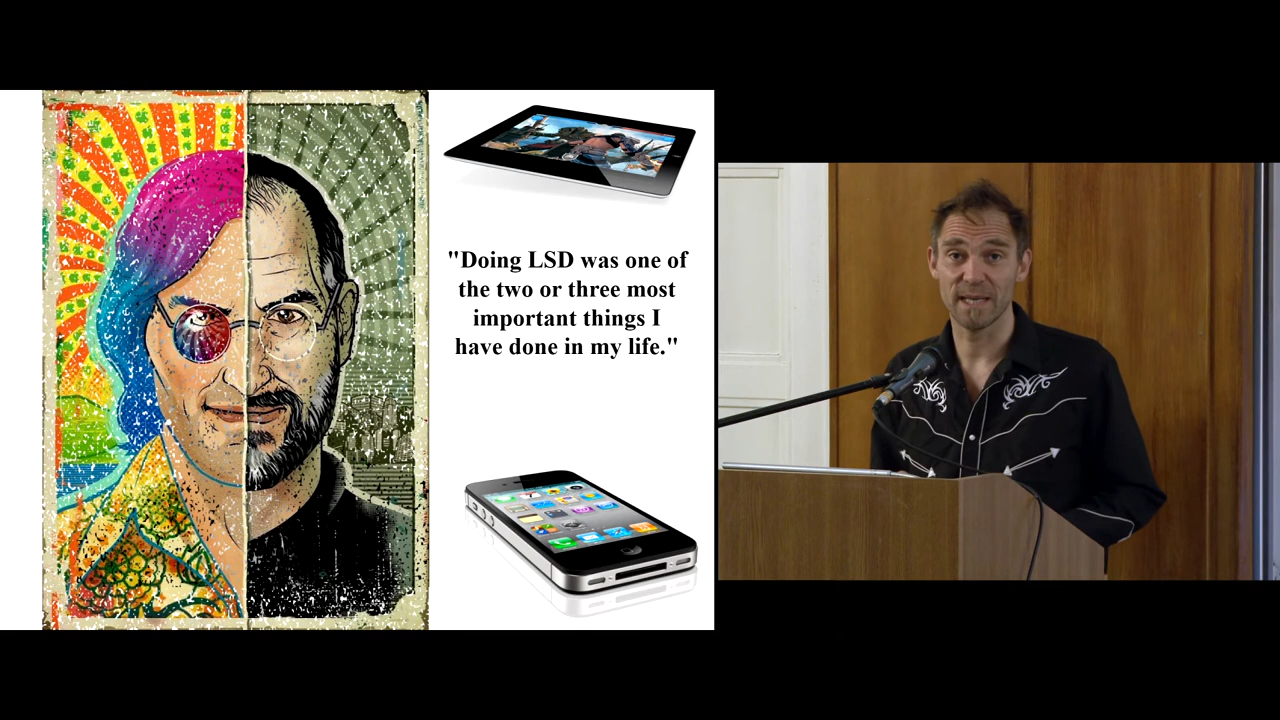 "Doing LSD was one of
the two or three most
important things I
have done in my life."